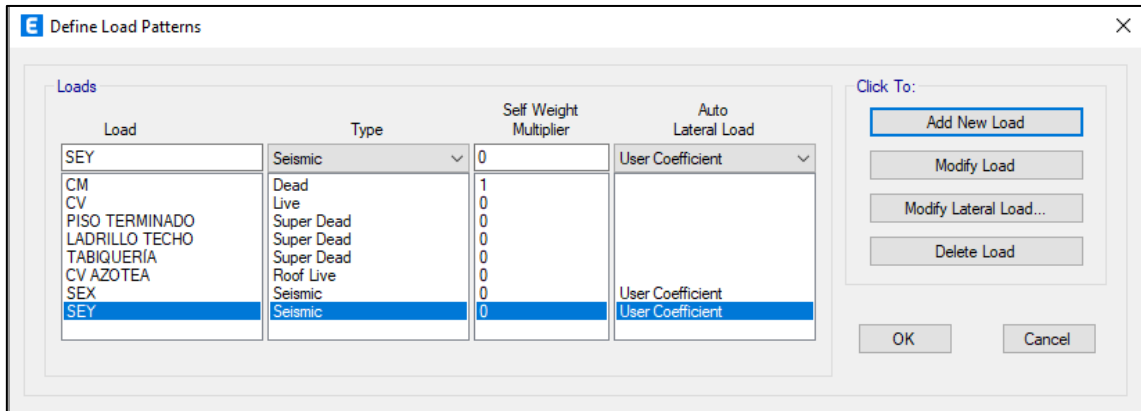 E Define Load Patterns
Loads
Click To:
Load Type Self Weight Multiplier Auto Lateral Load
SEY Seismic 0 User Coefficient
CM Dead 1
CV Live 0
PISO TERMINADO Super Dead 0
LADRILLO TECHO Super Dead 0
TABIQUERÍA Super Dead 0
CV AZOTEA Roof Live 0
SEX Seismic 0 User Coefficient
SEY Seismic 0 User Coefficient
Add New Load
Modify Load
Modify Lateral Load...
Delete Load
OK Cancel